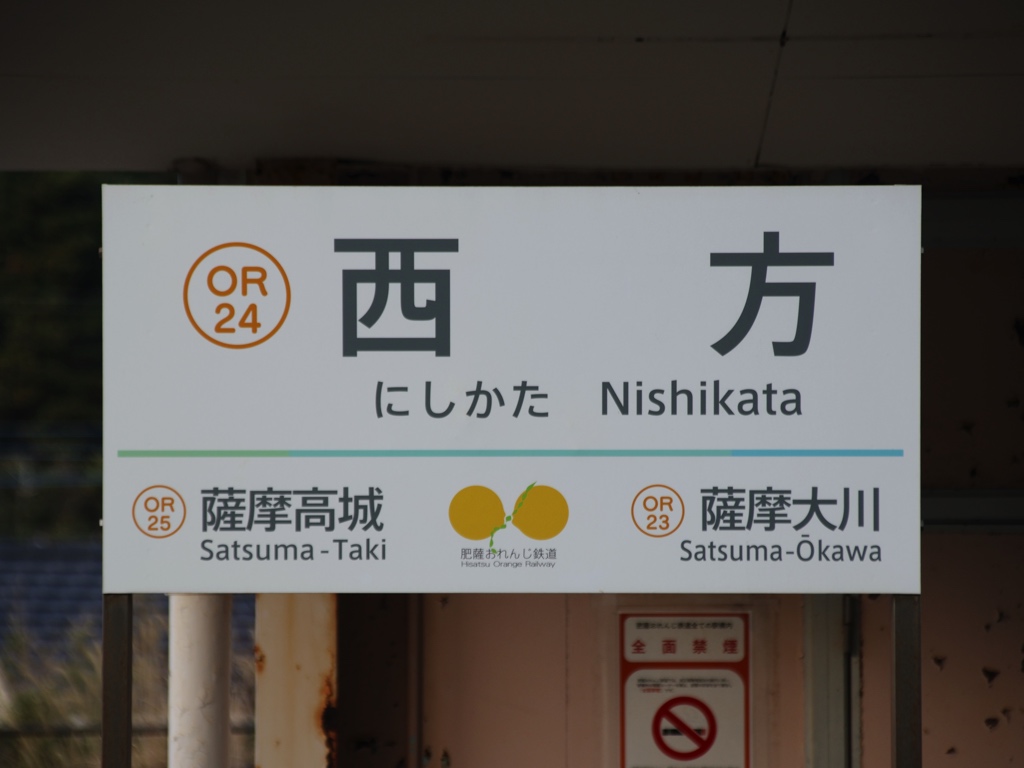 OR
24
西方
にしかた Nishikata
OR
25
薩摩高城
Satsuma-Taki
肥薩おれんじ鉄道
Hisatsu Orange Railway
OR
23
薩摩大川
Satsuma-Ōkawa
全面禁煙